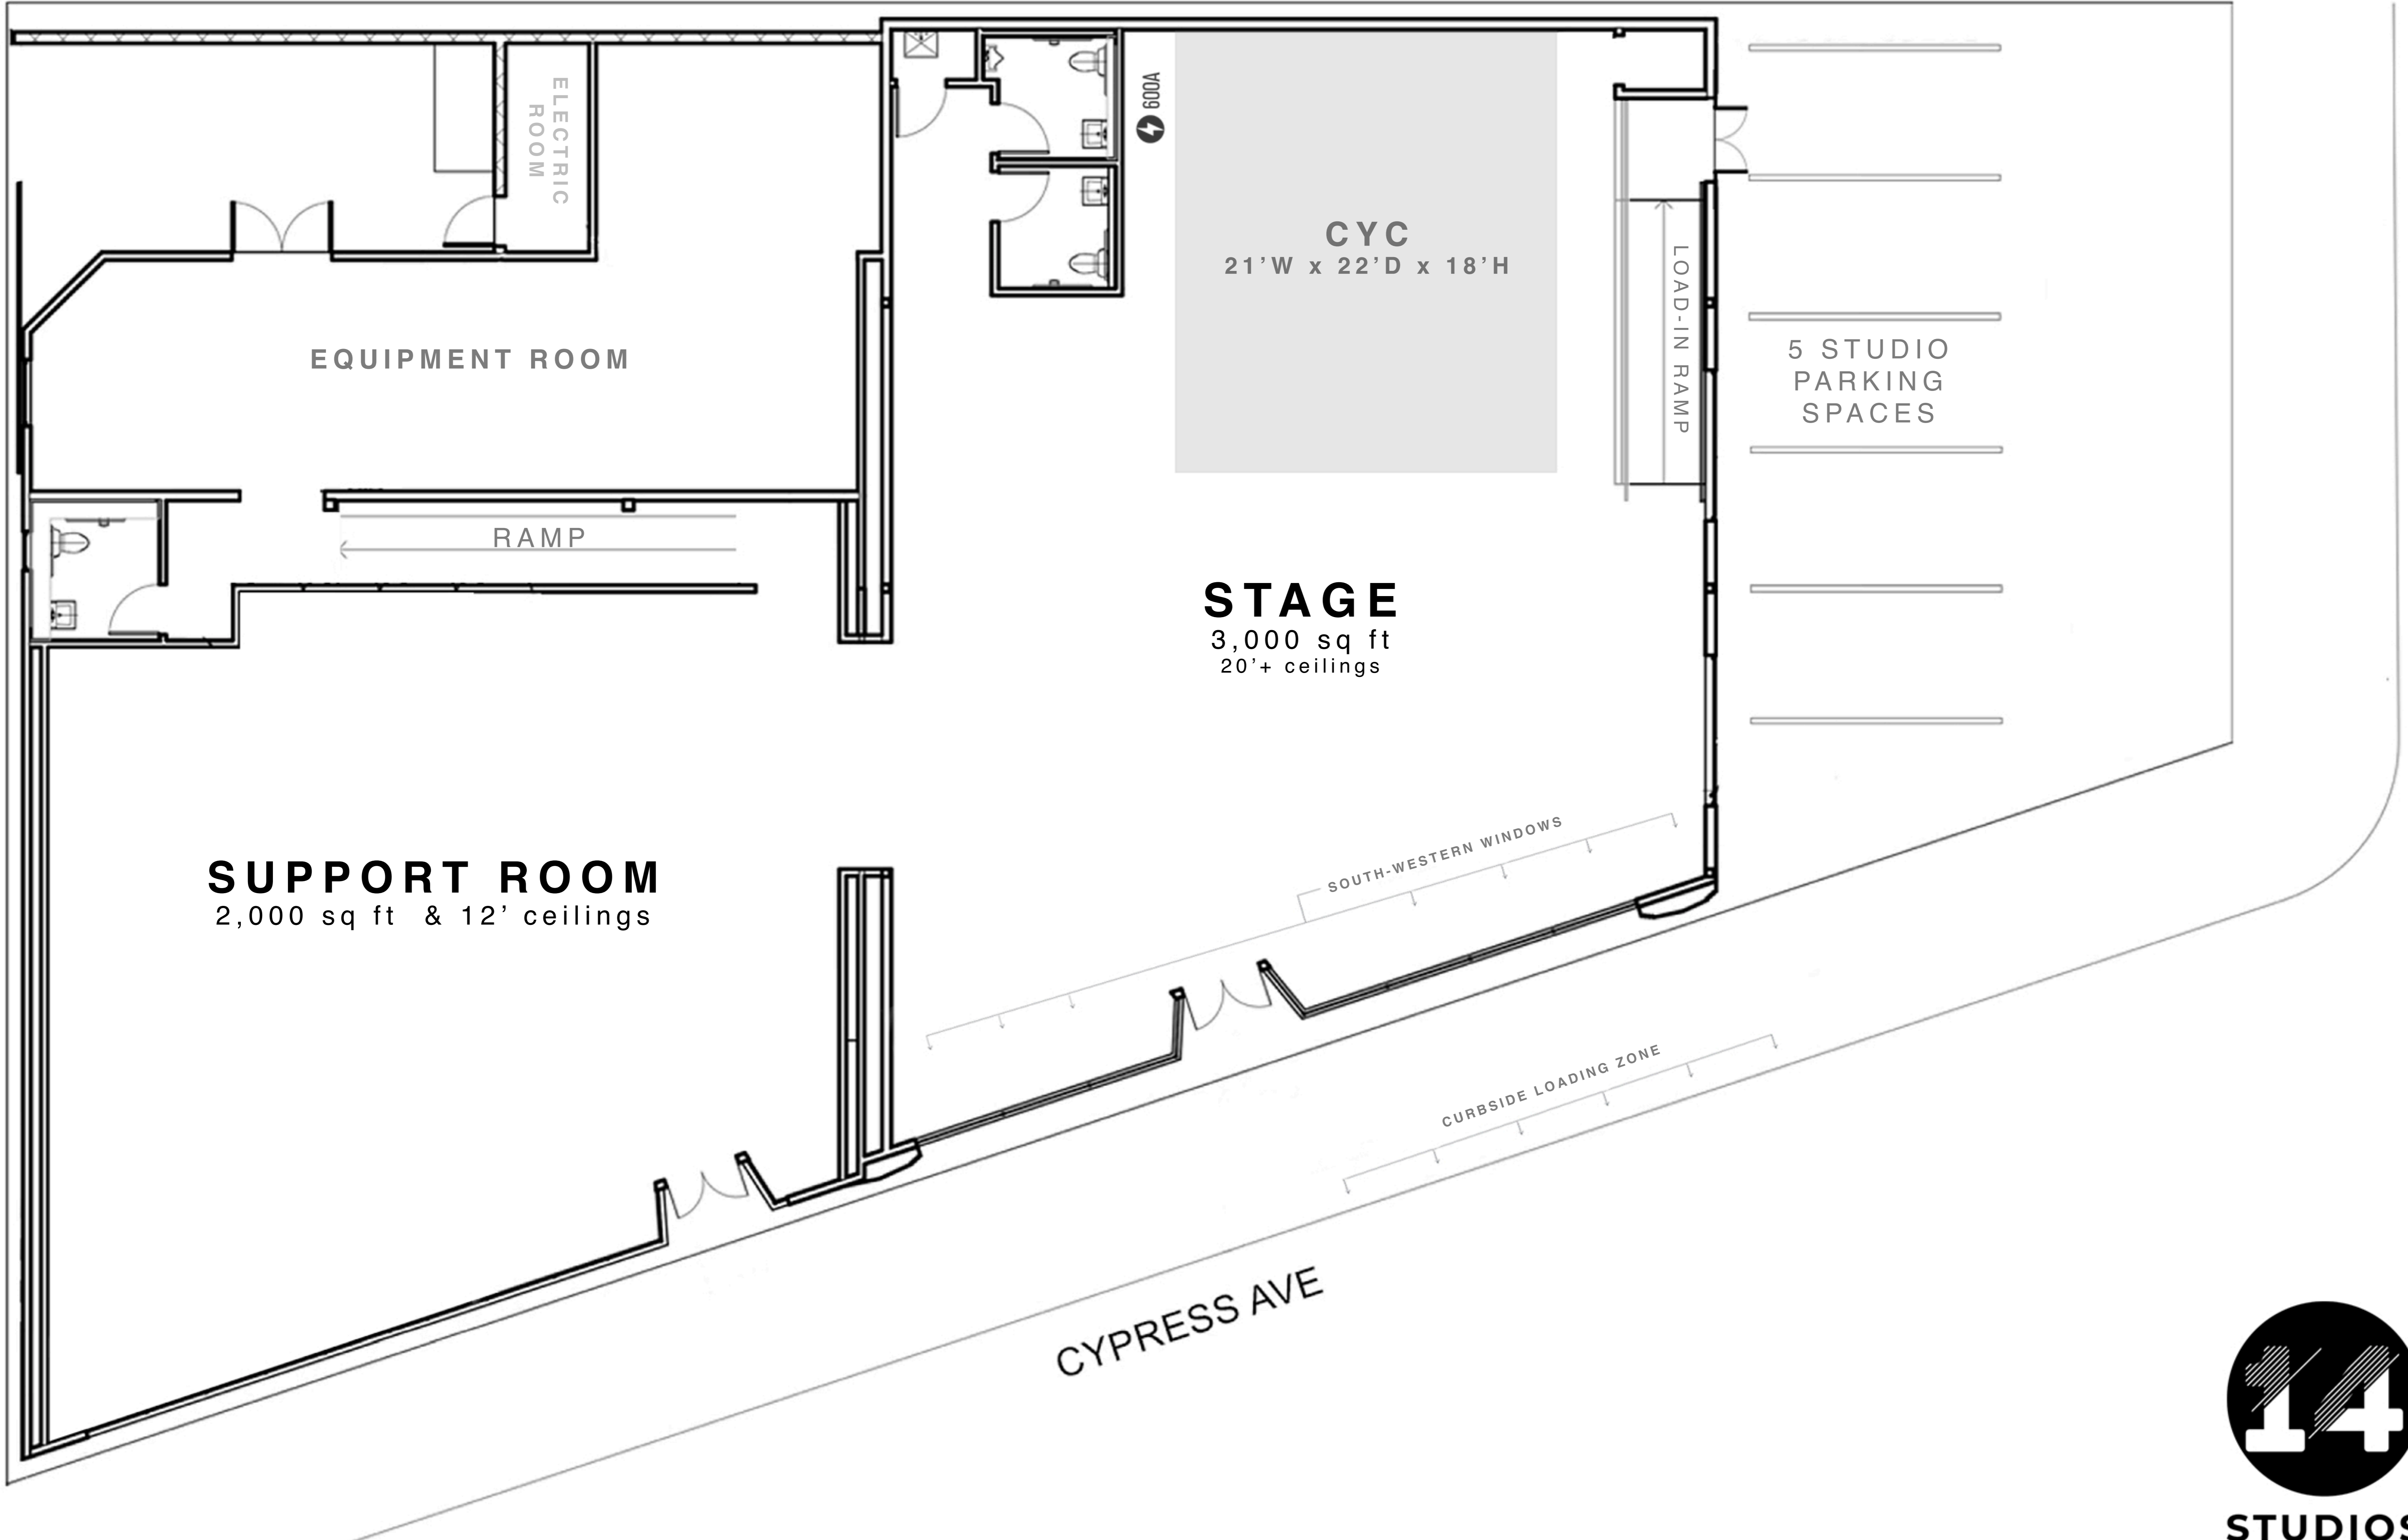 ELECTRIC
ROOM
600A
CYC
21’W x 22’D x 18’H
LOAD-IN RAMP
EQUIPMENT ROOM
5 STUDIO
PARKING
SPACES
RAMP
STAGE
3,000 sq ft
20’+ ceilings
SUPPORT ROOM
2,000 sq ft & 12’ ceilings
SOUTH-WESTERN WINDOWS
CURBSIDE LOADING ZONE
CYPRESS AVE
14
STUDIOS